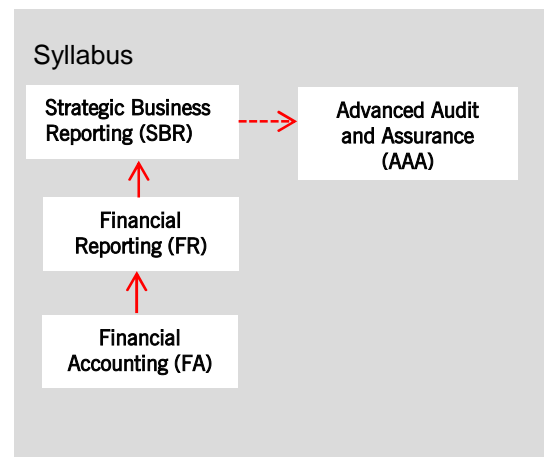 Syllabus
Strategic Business
Reporting (SBR)
Advanced Audit
and Assurance
(AAA)
Financial
Reporting (FR)
Financial
Accounting (FA)